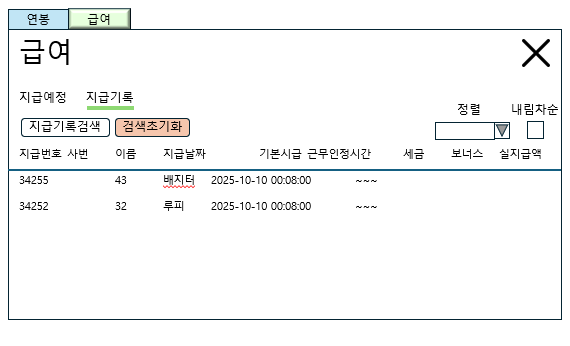 연봉 급여
급여
지급예정 지급기록
정렬 내림차순
지급기록검색 검색초기화
지급번호 사번 이름 지급날짜 기본시급 근무인정시간 세금 보너스 실지급액
34255 43 배지터 2025-10-10 00:08:00 ~~~
34252 32 루피 2025-10-10 00:08:00 ~~~